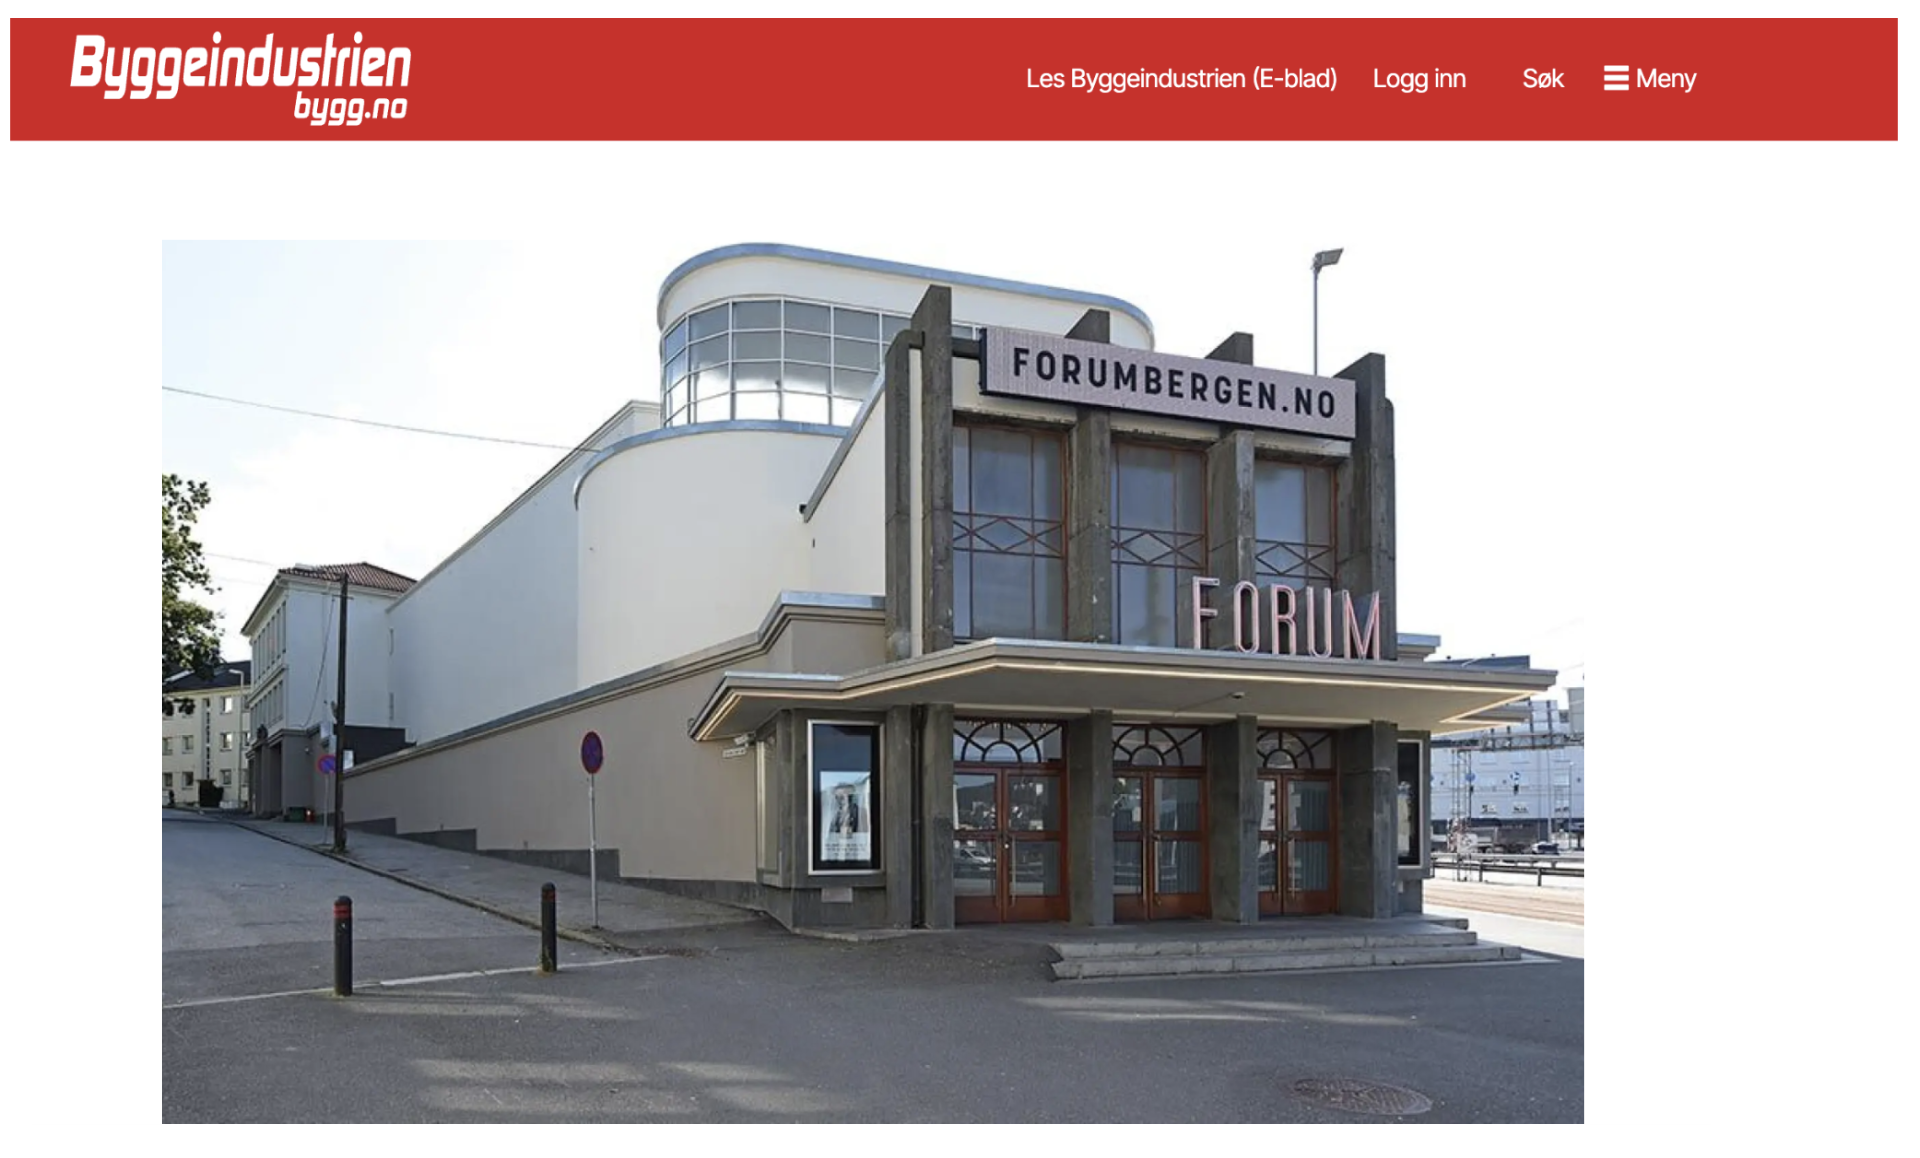 Byggeindustrien
bygg.no
Les Byggeindustrien (E-blad) Logg inn Søk Meny
FORUMBERGEN.NO
FORUM